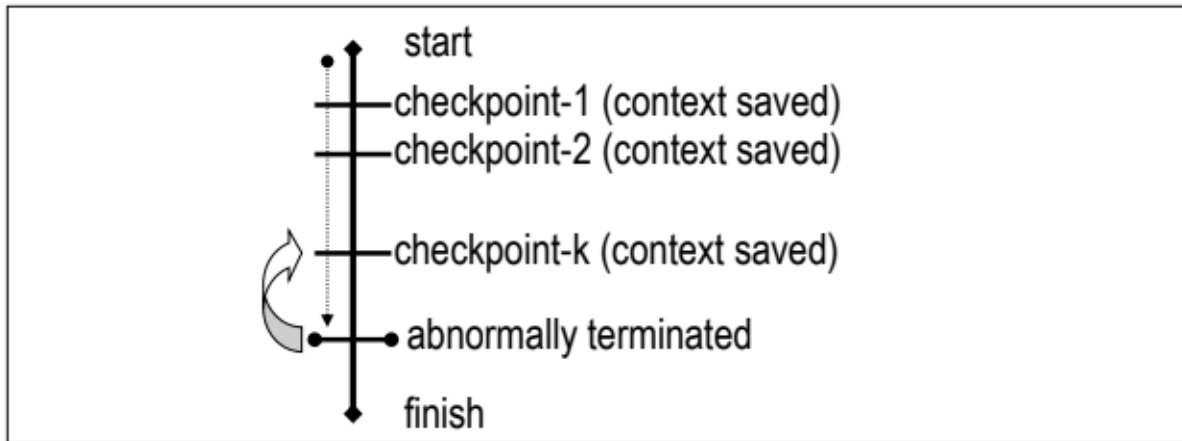 start
checkpoint-1 (context saved)
checkpoint-2 (context saved)
checkpoint-k (context saved)
abnormally terminated
finish